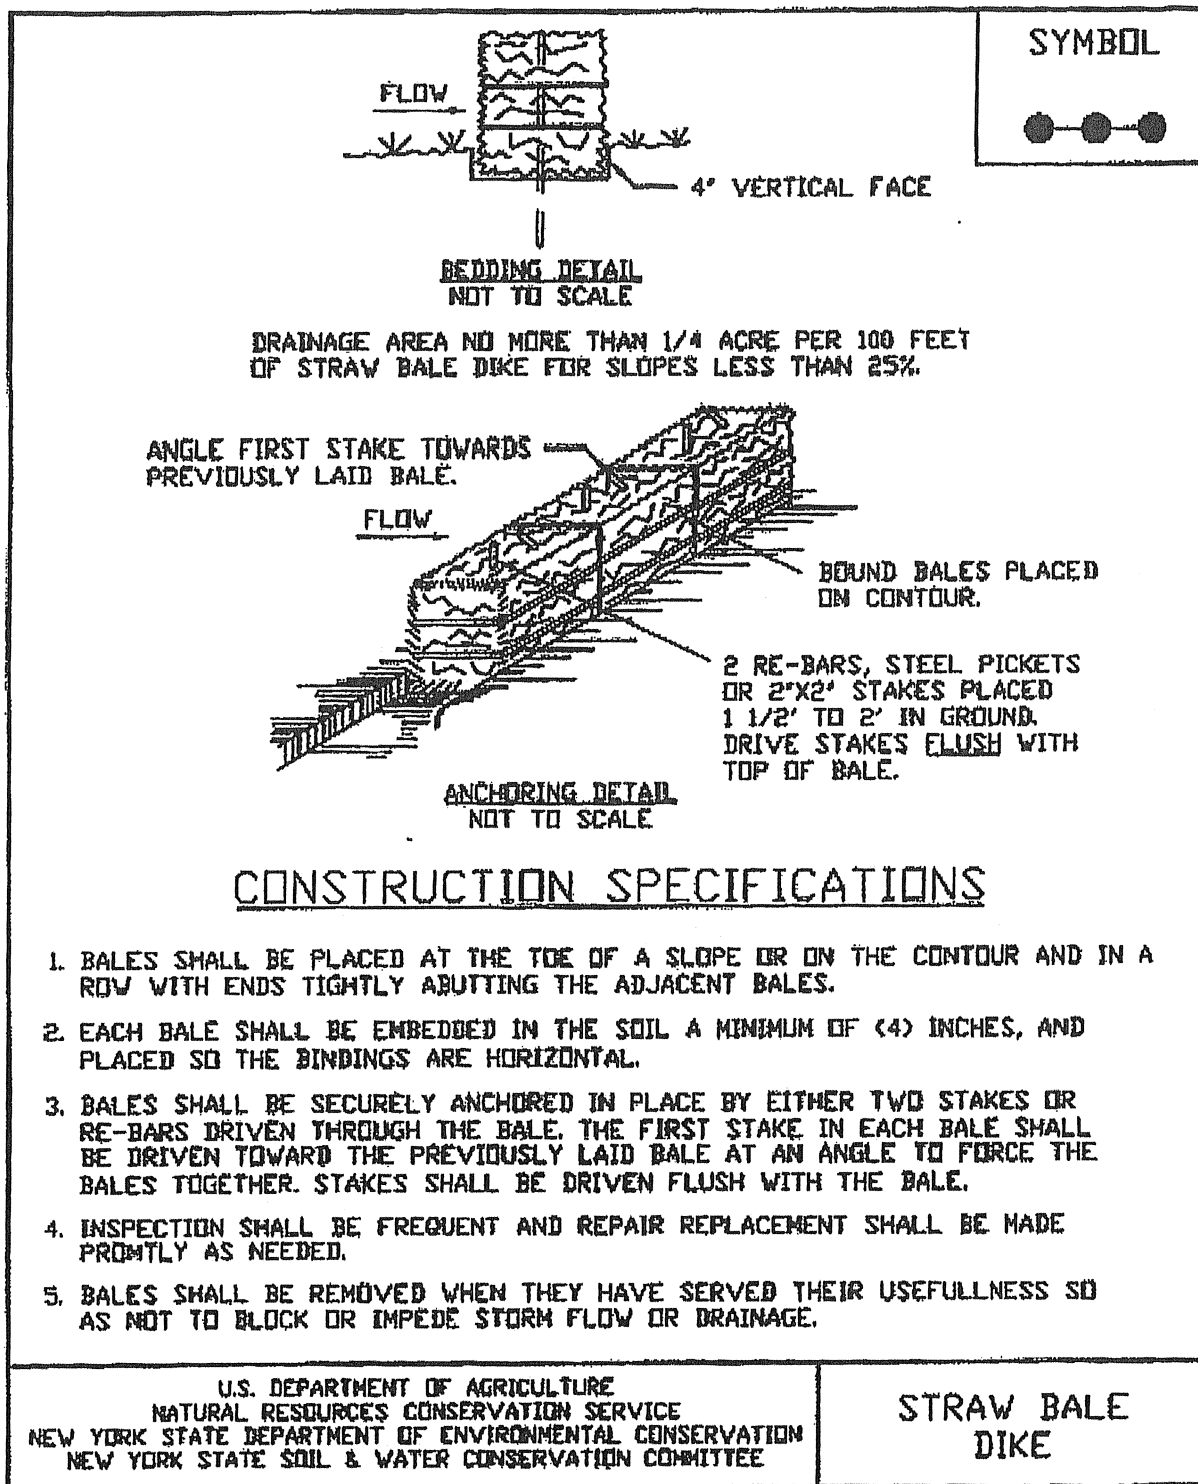 SYMBOL
FLOW
4" VERTICAL FACE
BEDDING DETAIL
NOT TO SCALE
DRAINAGE AREA NO MORE THAN 1/4 ACRE PER 100 FEET
OF STRAW BALE DIKE FOR SLOPES LESS THAN 25%.
ANGLE FIRST STAKE TOWARDS
PREVIOUSLY LAID BALE.
FLOW
BOUND BALES PLACED
ON CONTOUR.
2 RE-BARS, STEEL PICKETS
OR 2"X2" STAKES PLACED
1 1/2' TO 2' IN GROUND.
DRIVE STAKES FLUSH WITH
TOP OF BALE.
ANCHORING DETAIL
NOT TO SCALE
CONSTRUCTION SPECIFICATIONS
1. BALES SHALL BE PLACED AT THE TOE OF A SLOPE OR ON THE CONTOUR AND IN A
ROW WITH ENDS TIGHTLY ABUTTING THE ADJACENT BALES.
2. EACH BALE SHALL BE EMBEDDED IN THE SOIL A MINIMUM OF (4) INCHES, AND
PLACED SO THE BINDINGS ARE HORIZONTAL.
3. BALES SHALL BE SECURELY ANCHORED IN PLACE BY EITHER TWO STAKES OR
RE-BARS DRIVEN THROUGH THE BALE. THE FIRST STAKE IN EACH BALE SHALL
BE DRIVEN TOWARD THE PREVIOUSLY LAID BALE AT AN ANGLE TO FORCE THE
BALES TOGETHER. STAKES SHALL BE DRIVEN FLUSH WITH THE BALE.
4. INSPECTION SHALL BE FREQUENT AND REPAIR REPLACEMENT SHALL BE MADE
PROMTLY AS NEEDED.
5. BALES SHALL BE REMOVED WHEN THEY HAVE SERVED THEIR USEFULLNESS SO
AS NOT TO BLOCK OR IMPEDE STORM FLOW OR DRAINAGE.
U.S. DEPARTMENT OF AGRICULTURE
NATURAL RESOURCES CONSERVATION SERVICE
NEW YORK STATE DEPARTMENT OF ENVIRONMENTAL CONSERVATION
NEW YORK STATE SOIL & WATER CONSERVATION COMMITTEE
STRAW BALE
DIKE